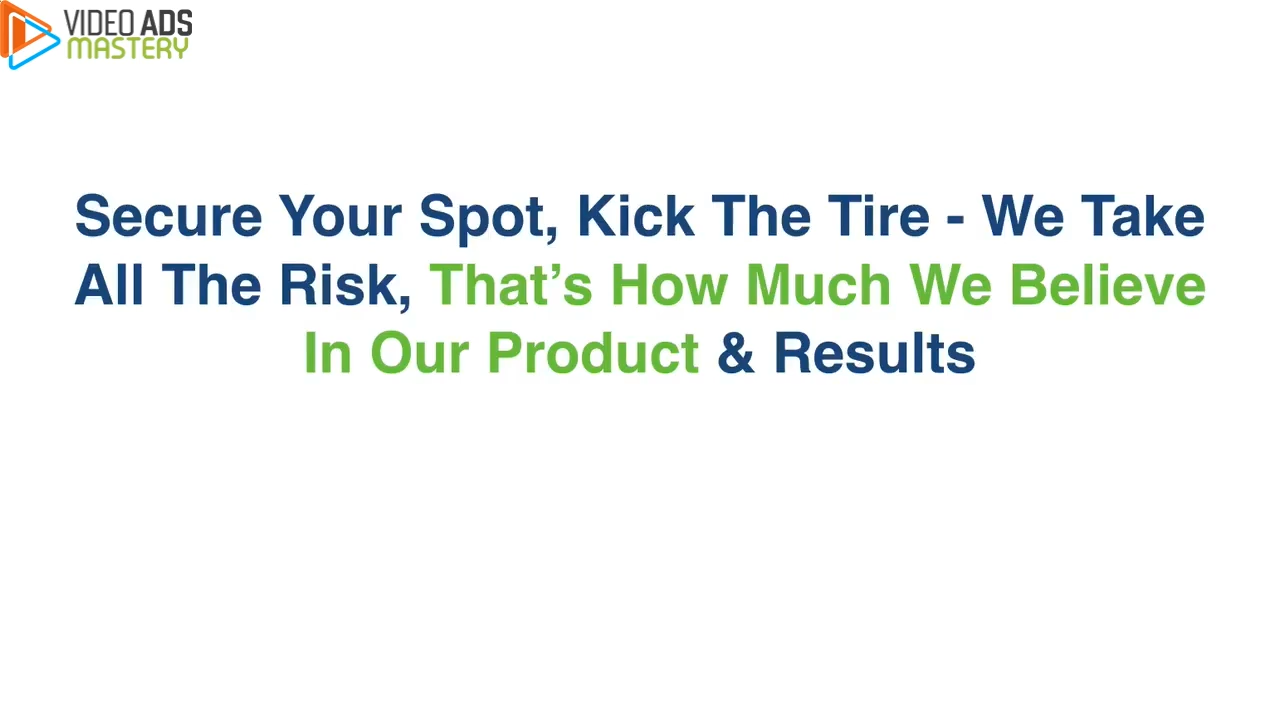 VIDEO ADS
MASTERY
Secure Your Spot, Kick The Tire - We Take
All The Risk, That’s How Much We Believe
In Our Product & Results